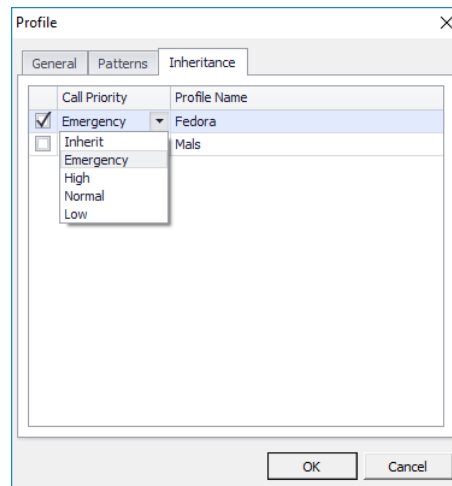 Profile
General Patterns Inheritance
Call Priority Profile Name
Emergency Fedora
Inherit Mals
Emergency
High
Normal
Low
OK Cancel